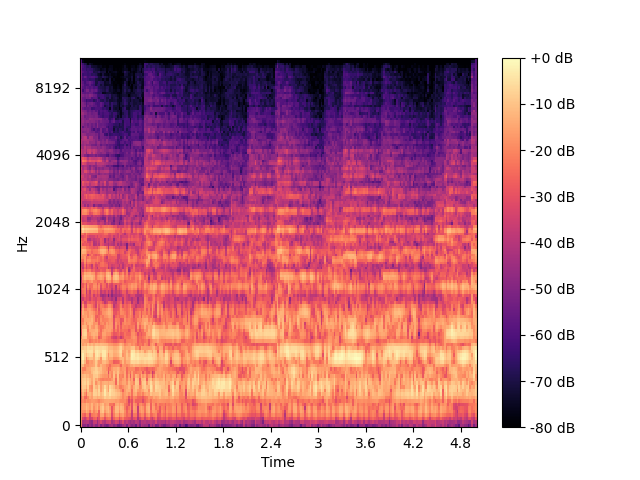 8192
4096
2048
1024
512
0
Hz
0 0.6 1.2 1.8 2.4 3 3.6 4.2 4.8
Time
+0 dB
-10 dB
-20 dB
-30 dB
-40 dB
-50 dB
-60 dB
-70 dB
-80 dB